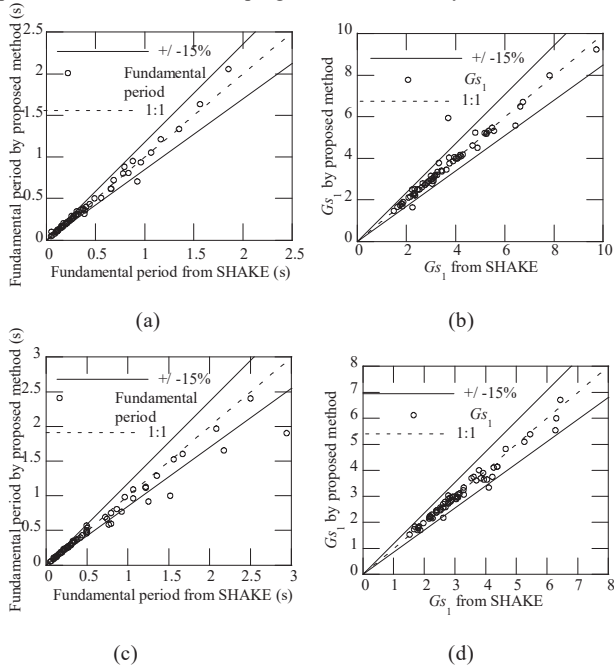 2.5
2
1.5
1
0.5
0
Fundamental period by proposed method (s)
+/ -15%
Fundamental
period
1:1
0 0.5 1 1.5 2 2.5
Fundamental period from SHAKE (s)
(a)
10
8
6
4
2
0
Gs1 by proposed method
+/ -15%
Gs1
1:1
0 2 4 6 8 10
Gs1 from SHAKE
(b)
3
2.5
2
1.5
1
0.5
0
Fundamental period by proposed method (s)
+/ -15%
Fundamental
period
1:1
0 0.5 1 1.5 2 2.5 3
Fundamental period from SHAKE (s)
(c)
8
7
6
5
4
3
2
1
0
Gs1 by proposed method
+/ -15%
Gs1
1:1
0 1 2 3 4 5 6 7 8
Gs1 from SHAKE
(d)